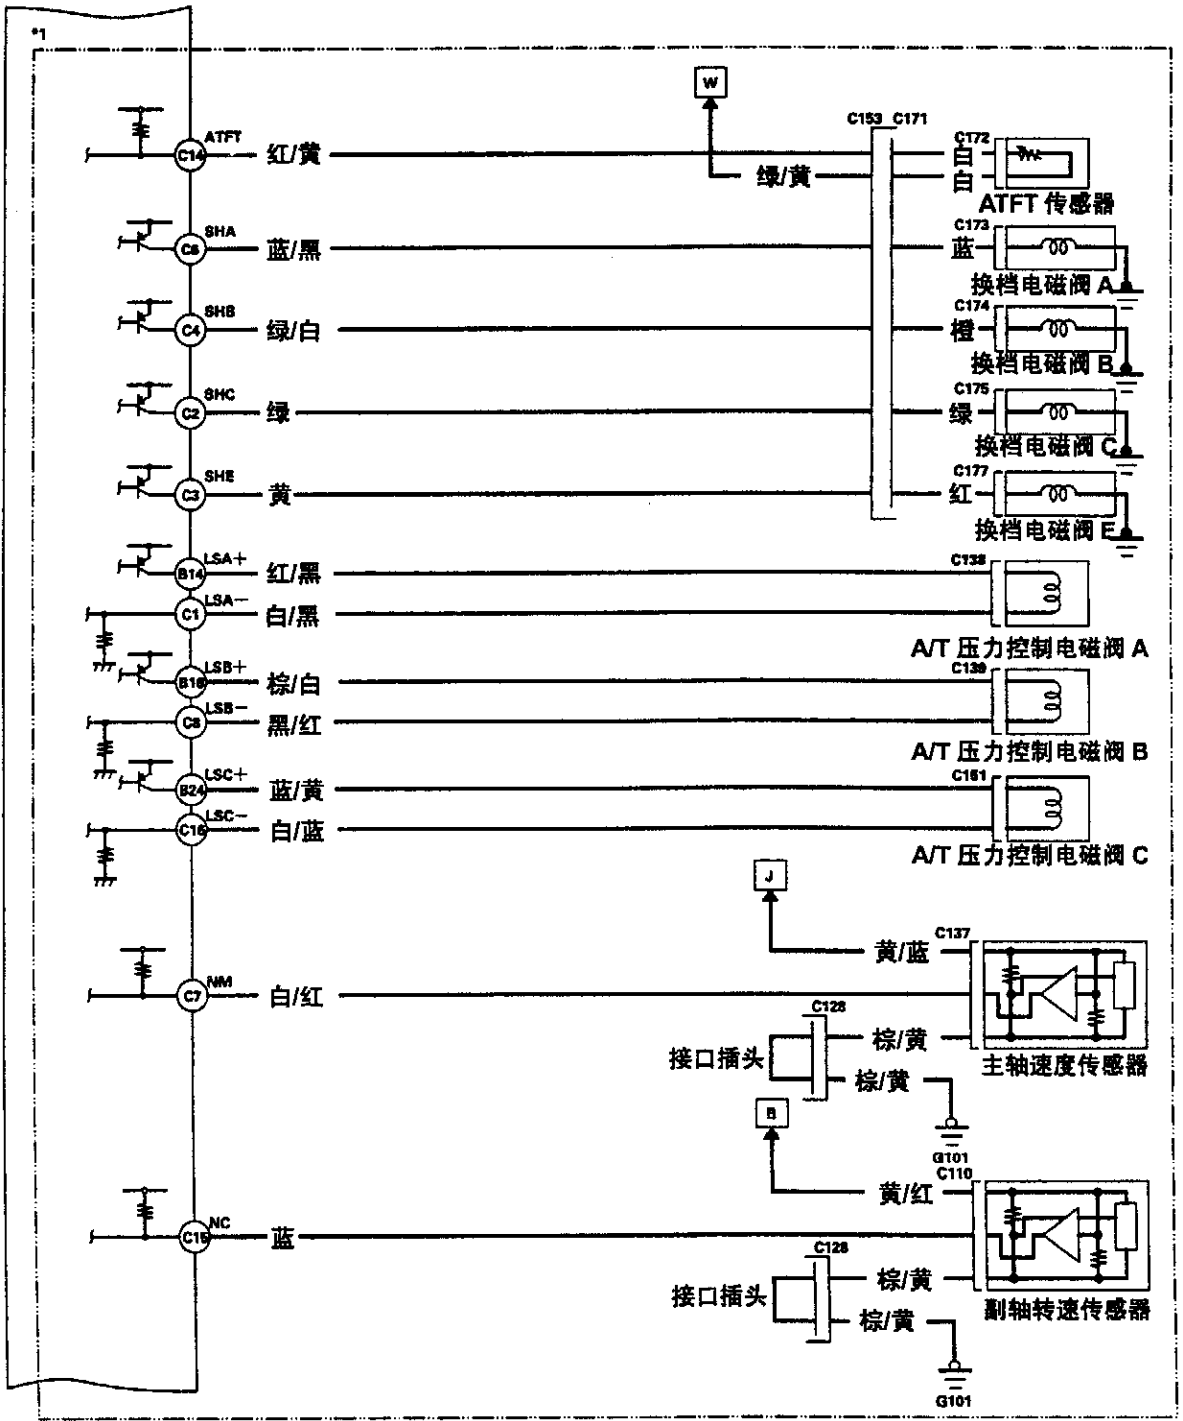 *1
W
C153 C171
ATFT
C14
红/黄
C172
白
绿/黄
白
ATFT 传感器
SHA
蓝/黑
C173
蓝
换档电磁阀 A
SHB
C4
绿/白
C174
橙
换档电磁阀 B
SHC
C2
绿
C175
绿
换档电磁阀 C
SHE
C3
黄
C177
红
换档电磁阀 E
LSA+
B14
红/黑
C138
LSA-
C1
白/黑
A/T 压力控制电磁阀 A
LSB+
棕/白
C139
LSB-
黑/红
A/T 压力控制电磁阀 B
LSC+
B24
蓝/黄
C151
LSC-
C16
白/蓝
A/T 压力控制电磁阀 C
J
黄/蓝
C137
NM
C7
白/红
C128
棕/黄
接口插头
棕/黄
主轴速度传感器
G101
B
黄/红
C110
NC
C15
蓝
C128
棕/黄
接口插头
棕/黄
副轴转速传感器
G101